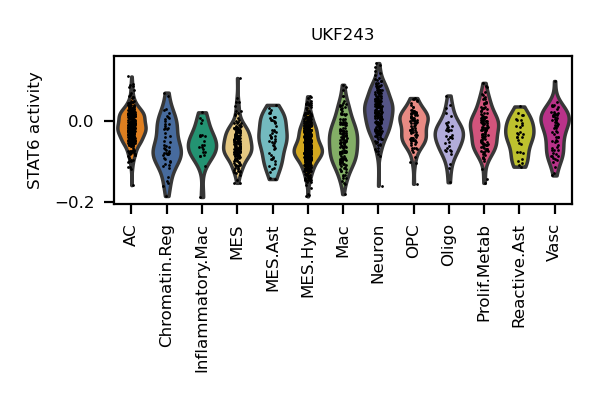 UKF243
STAT6 activity
0.0
−0.2
AC
Chromatin.Reg
Inflammatory.Mac
MES
MES.Ast
MES.Hyp
Mac
Neuron
OPC
Oligo
Prolif.Metab
Reactive.Ast
Vasc